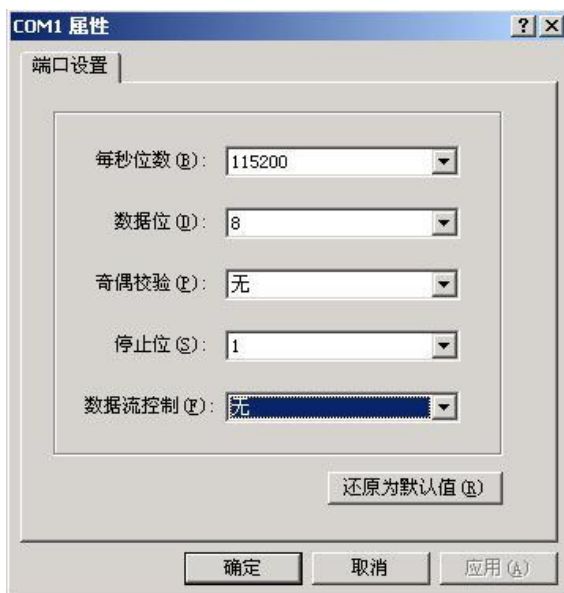 COM1 属性
端口设置
每秒位数(B): 115200
数据位(D): 8
奇偶校验(P): 无
停止位(S): 1
数据流控制(F): 无
还原为默认值(R)
确定 取消 应用(A)